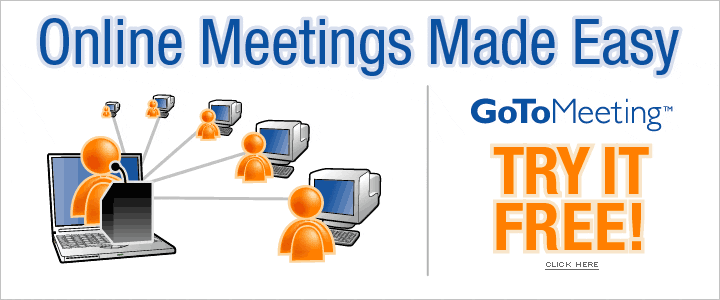 Online Meetings Made Easy
GoToMeeting™
TRY IT
FREE!
CLICK HERE